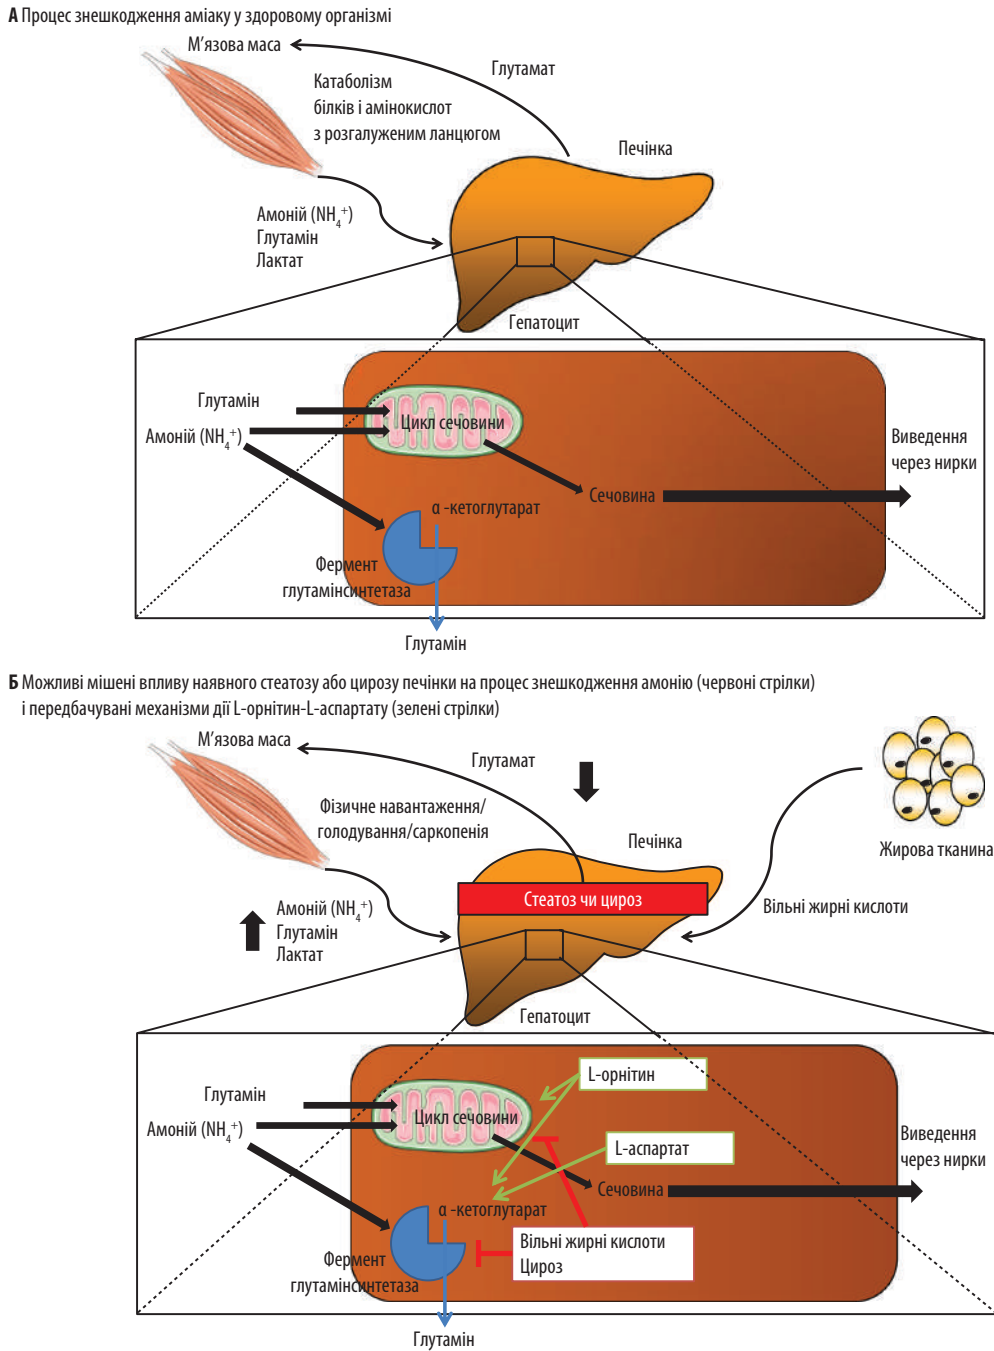 А Процес знешкодження аміаку у здоровому організмі
М'язова маса
Глутамат
Катаболізм
білків і амінокислот
з розгалуженим ланцюгом
Печінка
Амоній (NH₄⁺)
Глутамін
Лактат
Гепатоцит
Глутамін
Цикл сечовини
Амоній (NH₄⁺)
Виведення
через нирки
Сечовина
α -кетоглутарат
Фермент
глутамінсинтетаза
Глутамін
Б Можливі мішені впливу наявного стеатозу або цирозу печінки на процес знешкодження амонію (червоні стрілки)
і передбачувані механізми дії L-орнітин-L-аспартату (зелені стрілки)
М'язова маса
Глутамат
Фізичне навантаження/
голодування/саркопенія
Печінка
Жирова тканина
Стеатоз чи цироз
Вільні жирні кислоти
Амоній (NH₄⁺)
Глутамін
Лактат
Гепатоцит
L-орнітин
Глутамін
Цикл сечовини
Амоній (NH₄⁺)
L-аспартат
Виведення
через нирки
Сечовина
α -кетоглутарат
Вільні жирні кислоти
Цироз
Фермент
глутамінсинтетаза
Глутамін